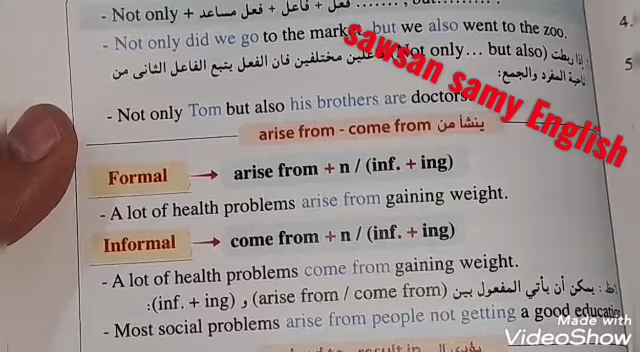 - Not only + فعل مساعد + فاعل + فعل ......., but..........
- Not only did we go to the market, but we also went to the zoo.
إذا ربطت (Not only… but also) فاعلين مختلفين فان الفعل يتبع الفاعل الثانى من
ناحية المفرد والجمع:
- Not only Tom but also his brothers are doctors.
arise from - come from ينشأ من
Formal → arise from + n / (inf. + ing)
- A lot of health problems arise from gaining weight.
Informal → come from + n / (inf. + ing)
- A lot of health problems come from gaining weight.
يمكن أن يأتي المفعول بين (arise from / come from) و (inf. + ing):
- Most social problems arise from people not getting a good education
result in يؤدى الى
4.
5
sawsan samy English
Made with
VideoShow